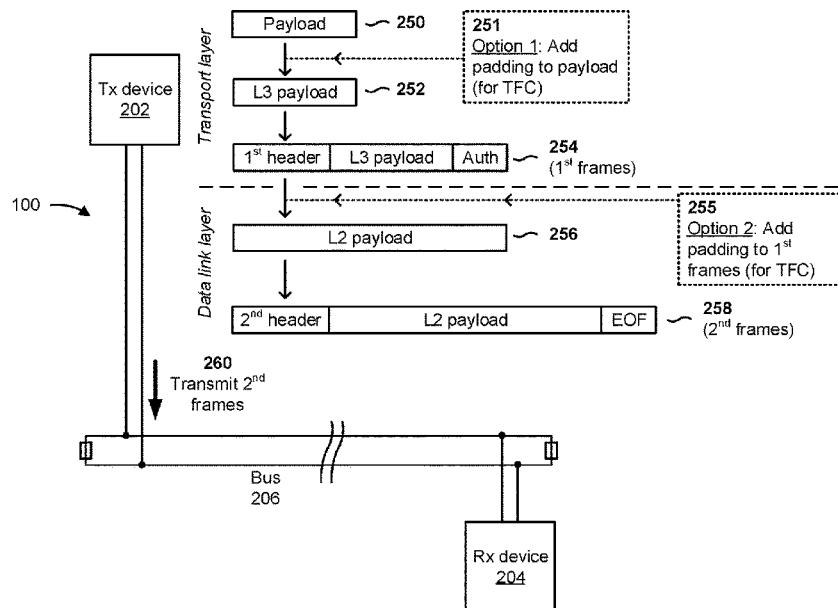 Payload
250
251
Option 1: Add
padding to payload
(for TFC)
Tx device
202
Transport layer
L3 payload
252
1st header
L3 payload
Auth
254
(1st frames)
100
255
Option 2: Add
padding to 1st
frames (for TFC)
Data link layer
L2 payload
256
2nd header
L2 payload
EOF
258
(2nd frames)
260
Transmit 2nd
frames
Bus
206
Rx device
204